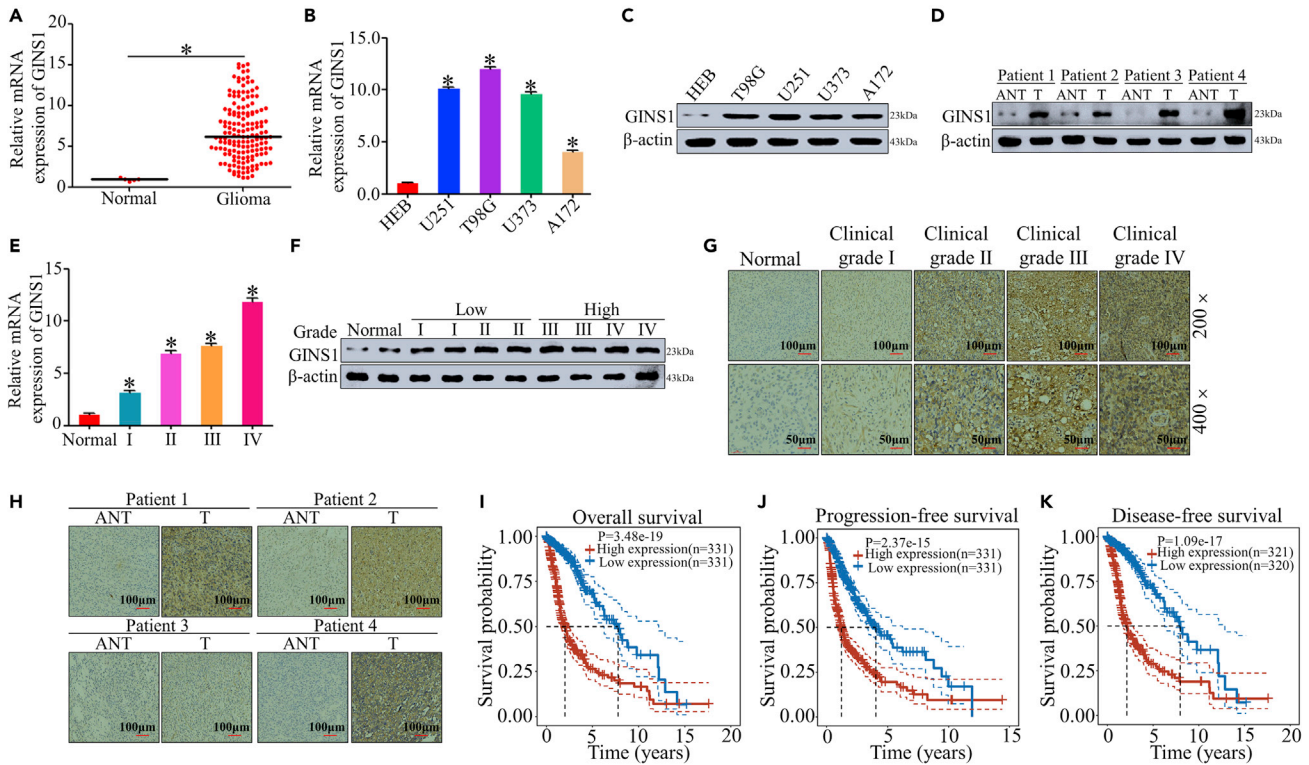 A
Relative mRNA
expression of GINS1
20
15
10
5
0
*
Normal
Glioma
B
Relative mRNA
expression of GINS1
15.0
10.0
5.0
0.0
*
*
*
*
HEB
U251
T98G
U373
A172
C
HEB
T98G
U251
U373
A172
GINS1
23kDa
β-actin
43kDa
D
Patient 1 Patient 2 Patient 3 Patient 4
ANT T ANT T ANT T ANT T
GINS1
23kDa
β-actin
43kDa
E
Relative mRNA
expression of GINS1
15
10
5
0
*
*
*
*
Normal I II III IV
F
Low High
Grade Normal I I II II III III IV IV
GINS1
23kDa
β-actin
43kDa
G
Normal
Clinical
grade I
Clinical
grade II
Clinical
grade III
Clinical
grade IV
100μm
100μm
100μm
100μm
100μm
200 ×
50μm
50μm
50μm
50μm
50μm
400 ×
H
Patient 1
Patient 2
ANT T ANT T
100μm
100μm
100μm
100μm
Patient 3
Patient 4
ANT T ANT T
100μm
100μm
100μm
100μm
I
Overall survival
P=3.48e-19
High expression(n=331)
Low expression(n=331)
Survival probability
1.00
0.75
0.50
0.25
0.00
0 5 10 15 20
Time (years)
J
Progression-free survival
P=2.37e-15
High expression(n=331)
Low expression(n=331)
Survival probability
1.00
0.75
0.50
0.25
0.00
0 5 10 15
Time (years)
K
Disease-free survival
P=1.09e-17
High expression(n=321)
Low expression(n=320)
Survival probability
1.00
0.75
0.50
0.25
0.00
0 5 10 15
Time (years)